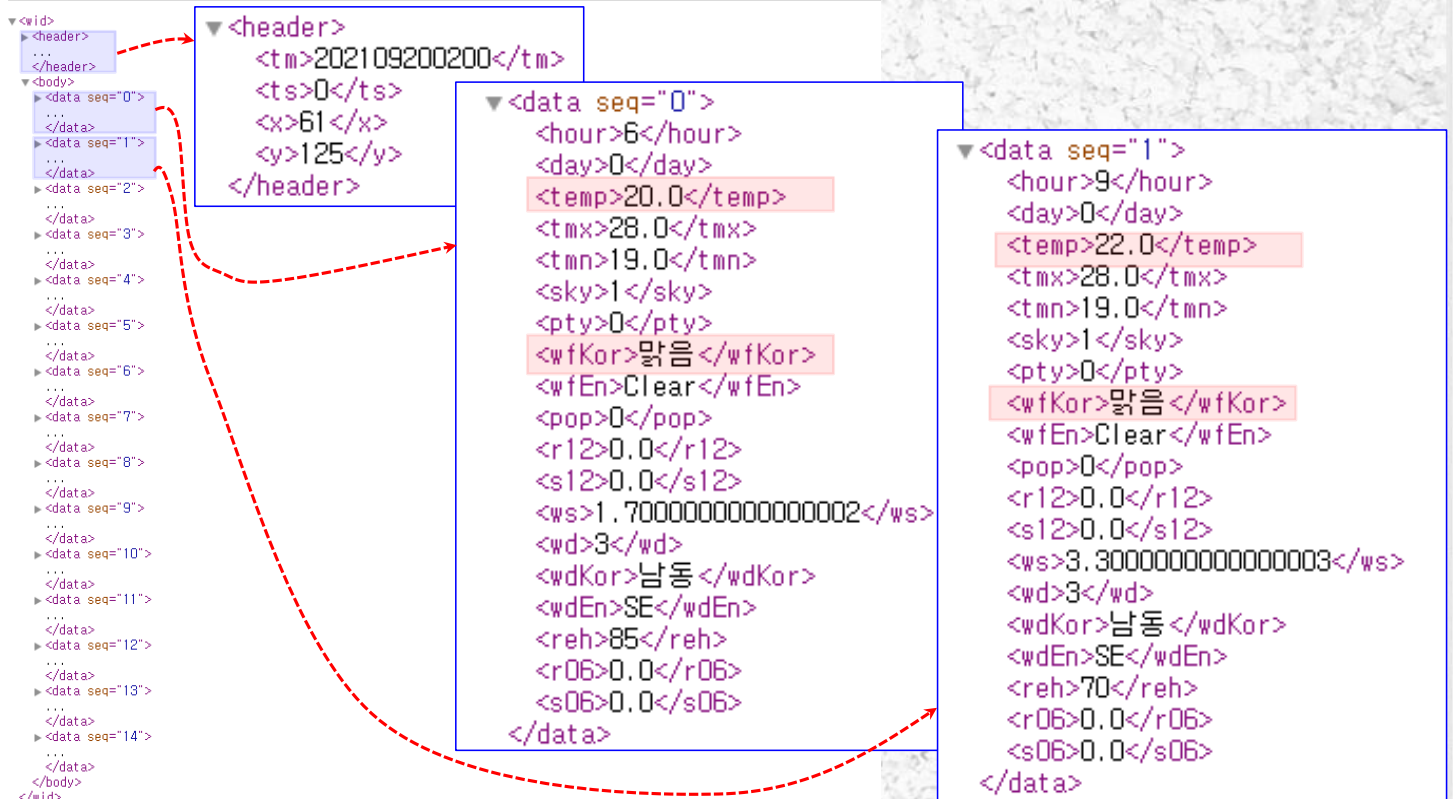 ▼<wid>
▶<header>
...
</header>
▼<body>
▶<data seq="0">
...
</data>
▶<data seq="1">
...
</data>
▶<data seq="2">
...
</data>
▶<data seq="3">
...
</data>
▶<data seq="4">
...
</data>
▶<data seq="5">
...
</data>
▶<data seq="6">
...
</data>
▶<data seq="7">
...
</data>
▶<data seq="8">
...
</data>
▶<data seq="9">
...
</data>
▶<data seq="10">
...
</data>
▶<data seq="11">
...
</data>
▶<data seq="12">
...
</data>
▶<data seq="13">
...
</data>
▶<data seq="14">
...
</data>
</body>
</wid>
▼<header>
<tm>202109200200</tm>
<ts>0</ts>
<x>61</x>
<y>125</y>
</header>
▼<data seq="0">
<hour>6</hour>
<day>0</day>
<temp>20.0</temp>
<tmx>28.0</tmx>
<tmn>19.0</tmn>
<sky>1</sky>
<pty>0</pty>
<wfKor>맑음</wfKor>
<wfEn>Clear</wfEn>
<pop>0</pop>
<r12>0.0</r12>
<s12>0.0</s12>
<ws>1.7000000000000002</ws>
<wd>3</wd>
<wdKor>남동</wdKor>
<wdEn>SE</wdEn>
<reh>85</reh>
<r06>0.0</r06>
<s06>0.0</s06>
</data>
▼<data seq="1">
<hour>9</hour>
<day>0</day>
<temp>22.0</temp>
<tmx>28.0</tmx>
<tmn>19.0</tmn>
<sky>1</sky>
<pty>0</pty>
<wfKor>맑음</wfKor>
<wfEn>Clear</wfEn>
<pop>0</pop>
<r12>0.0</r12>
<s12>0.0</s12>
<ws>3.3000000000000003</ws>
<wd>3</wd>
<wdKor>남동</wdKor>
<wdEn>SE</wdEn>
<reh>70</reh>
<r06>0.0</r06>
<s06>0.0</s06>
</data>